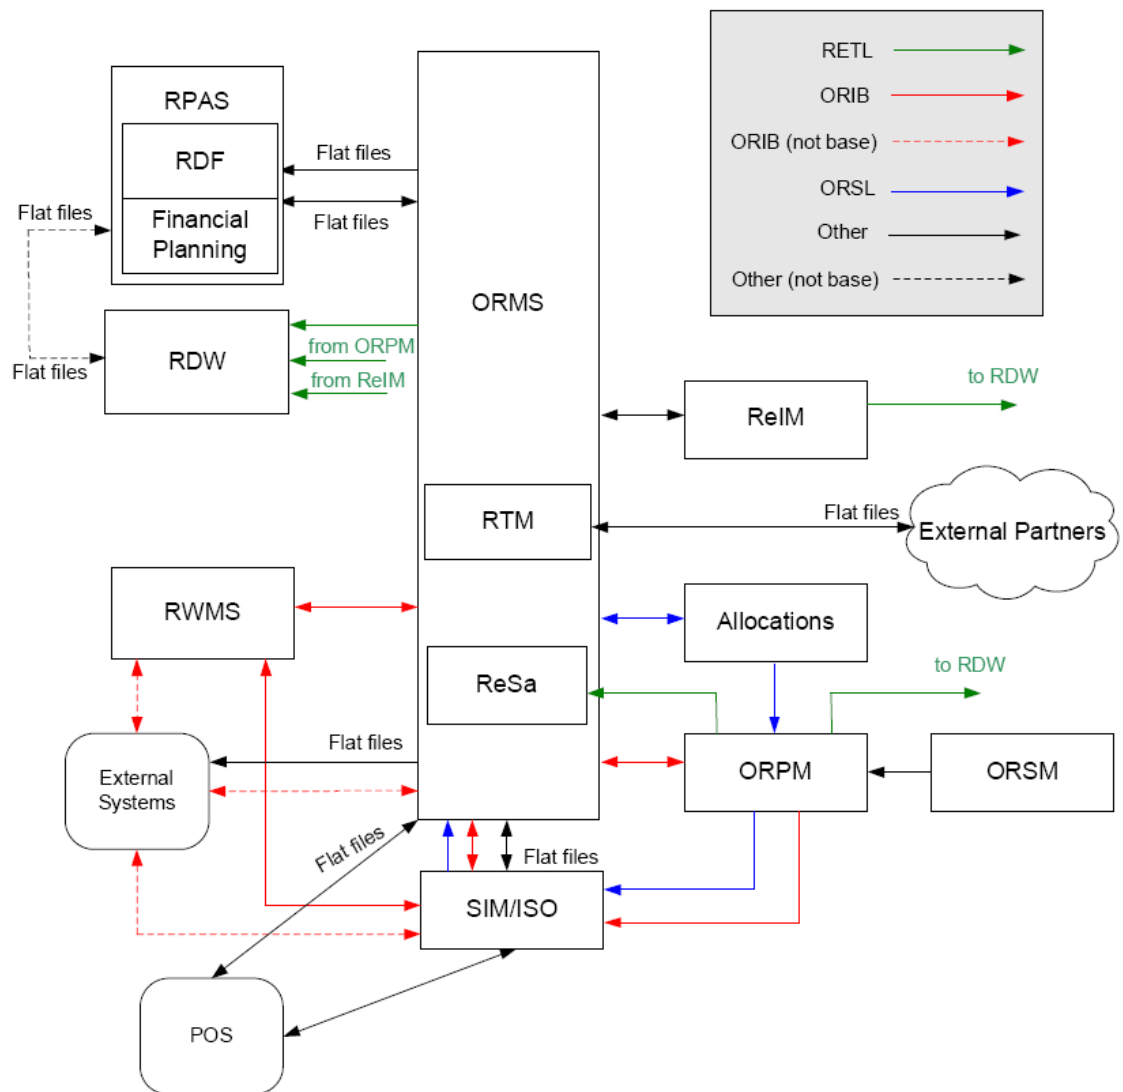 RETL
ORIB
ORIB (not base)
ORSL
Other
Other (not base)
RPAS
RDF
Financial
Planning
Flat files
Flat files
Flat files
Flat files
RDW
from ORPM
from ReIM
ORMS
ReIM
to RDW
RTM
Flat files
External Partners
RWMS
Allocations
ReSa
to RDW
External
Systems
Flat files
ORPM
ORSM
Flat files
Flat files
SIM/ISO
POS